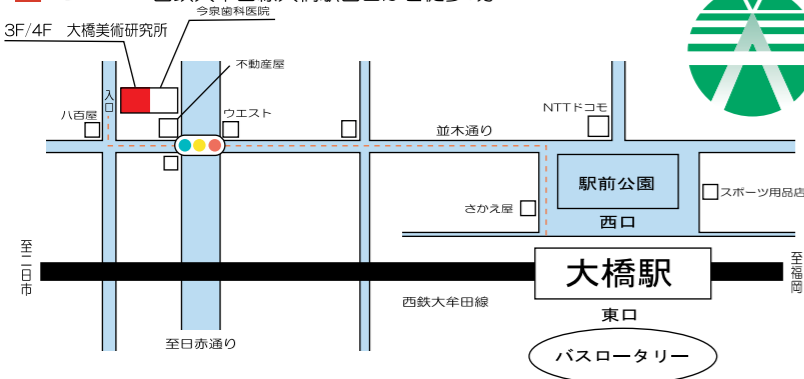 今泉歯科医院
3F/4F 大橋美術研究所
不動産屋
入口
八百屋
ウエスト
NTTドコモ
並木通り
駅前公園
スポーツ用品店
さかえ屋
西口
至二日市
大橋駅
至福岡
西鉄大牟田線
東口
至日赤通り
バスロータリー